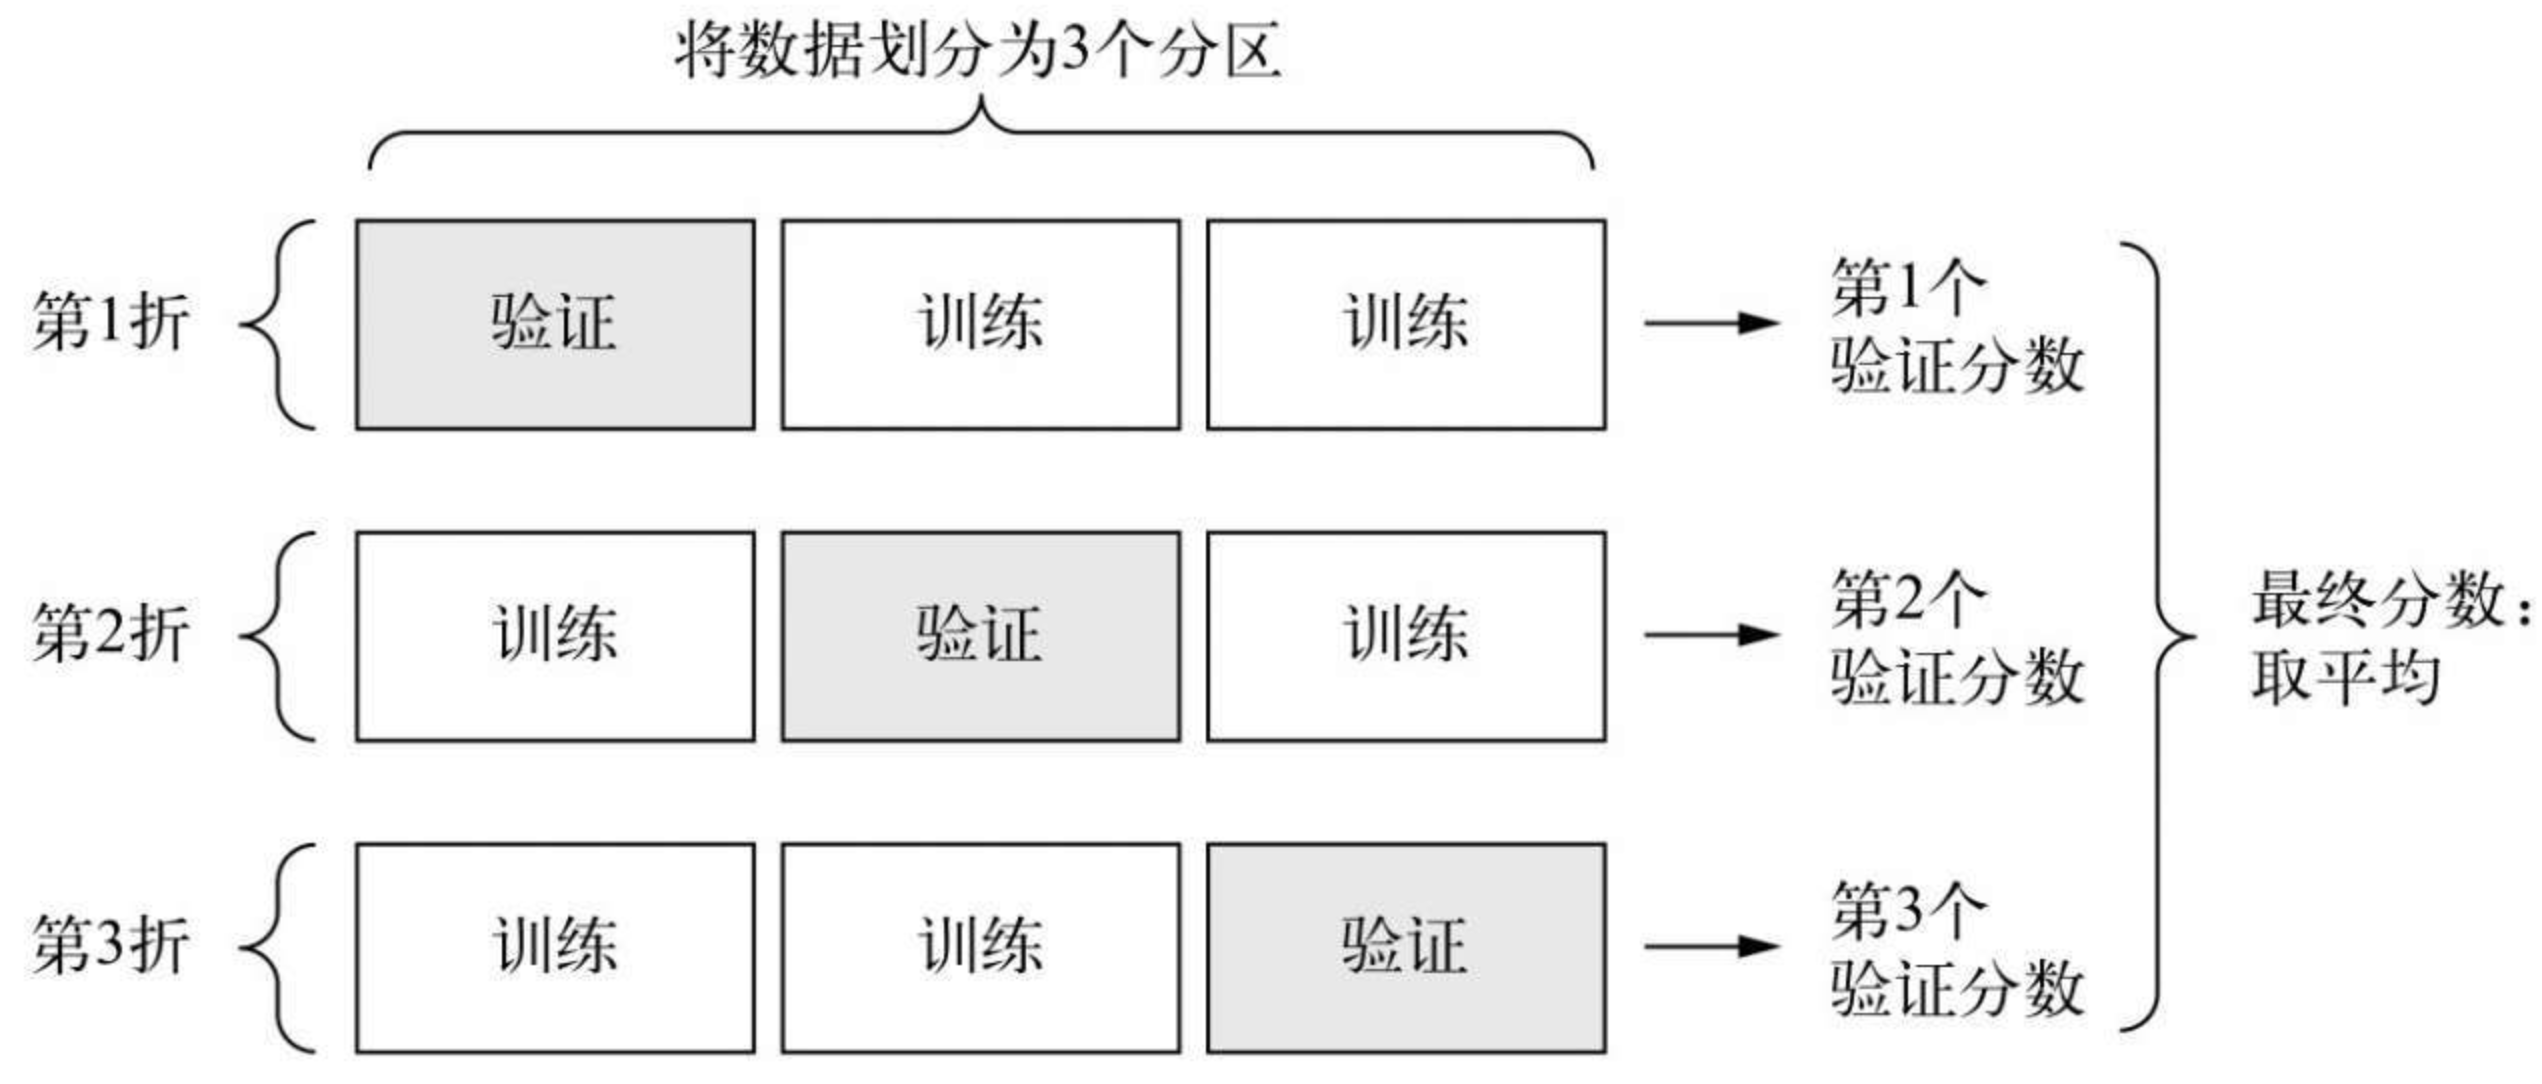 将数据划分为3个分区
第1折
验证
训练
训练
第1个
验证分数
第2折
训练
验证
训练
第2个
验证分数
最终分数：
取平均
第3折
训练
训练
验证
第3个
验证分数